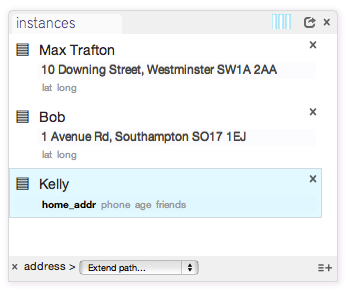 instances
Max Trafton
10 Downing Street, Westminster SW1A 2AA
lat long
Bob
1 Avenue Rd, Southampton SO17 1EJ
lat long
Kelly
home_addr phone age friends
× address > Extend path...